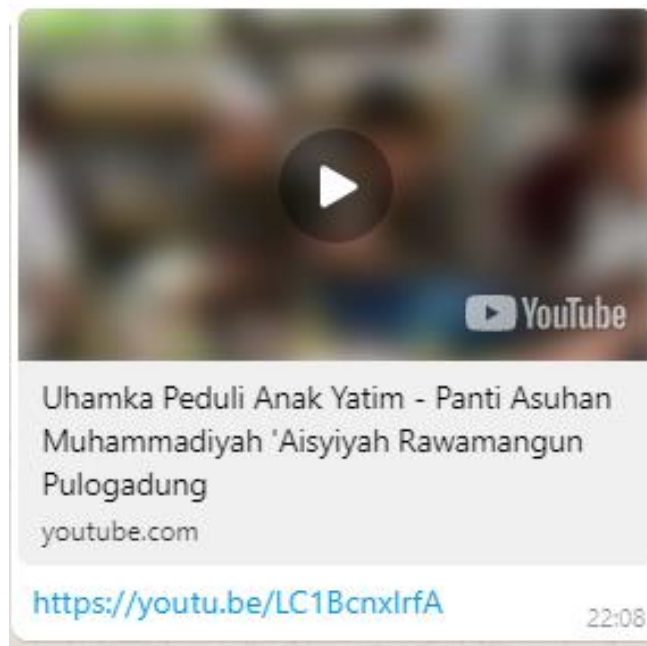 YouTube
Uhamka Peduli Anak Yatim - Panti Asuhan
Muhammadiyah 'Aisyiyah Rawamangun
Pulogadung
youtube.com
https://youtu.be/LC1BcnxlrfA
22:08